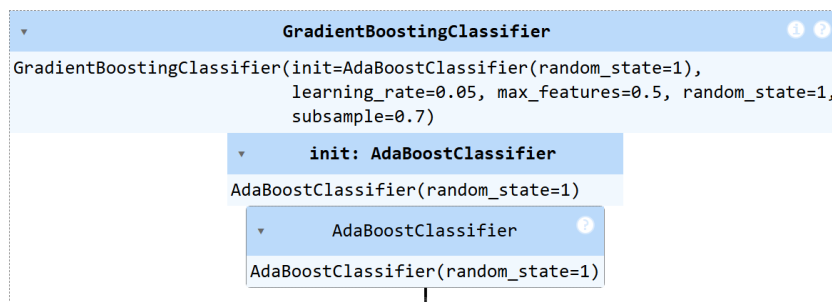 GradientBoostingClassifier
i ?
GradientBoostingClassifier(init=AdaBoostClassifier(random_state=1),
learning_rate=0.05, max_features=0.5, random_state=1,
subsample=0.7)
init: AdaBoostClassifier
AdaBoostClassifier(random_state=1)
AdaBoostClassifier
?
AdaBoostClassifier(random_state=1)